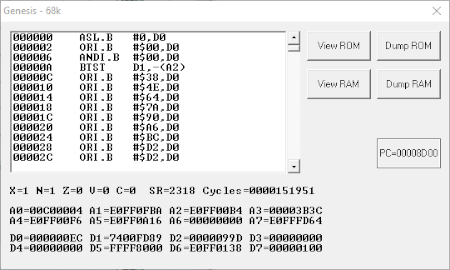 Genesis - 68k
000000 ASL.B #0,D0
000002 ORI.B #$00,D0
000006 ANDI.B #$00,D0
00000A BTST D1,-(A2)
00000C ORI.B #$38,D0
000010 ORI.B #$4E,D0
000014 ORI.B #$64,D0
000018 ORI.B #$7A,D0
00001C ORI.B #$90,D0
000020 ORI.B #$A6,D0
000024 ORI.B #$BC,D0
000028 ORI.B #$D2,D0
00002C ORI.B #$D2,D0
View ROM Dump ROM
View RAM Dump RAM
PC=00008D00
X=1 N=1 Z=0 V=0 C=0 SR=2318 Cycles=0000151951
A0=00C00004 A1=E0FF0FBA A2=E0FF00B4 A3=00003B3C
A4=E0FF00F6 A5=E0FF0A16 A6=00000000 A7=E0FFFD64
D0=000000EC D1=7400FD89 D2=0000099D D3=00000000
D4=00000000 D5=FFFF8000 D6=E0FF0138 D7=00000100